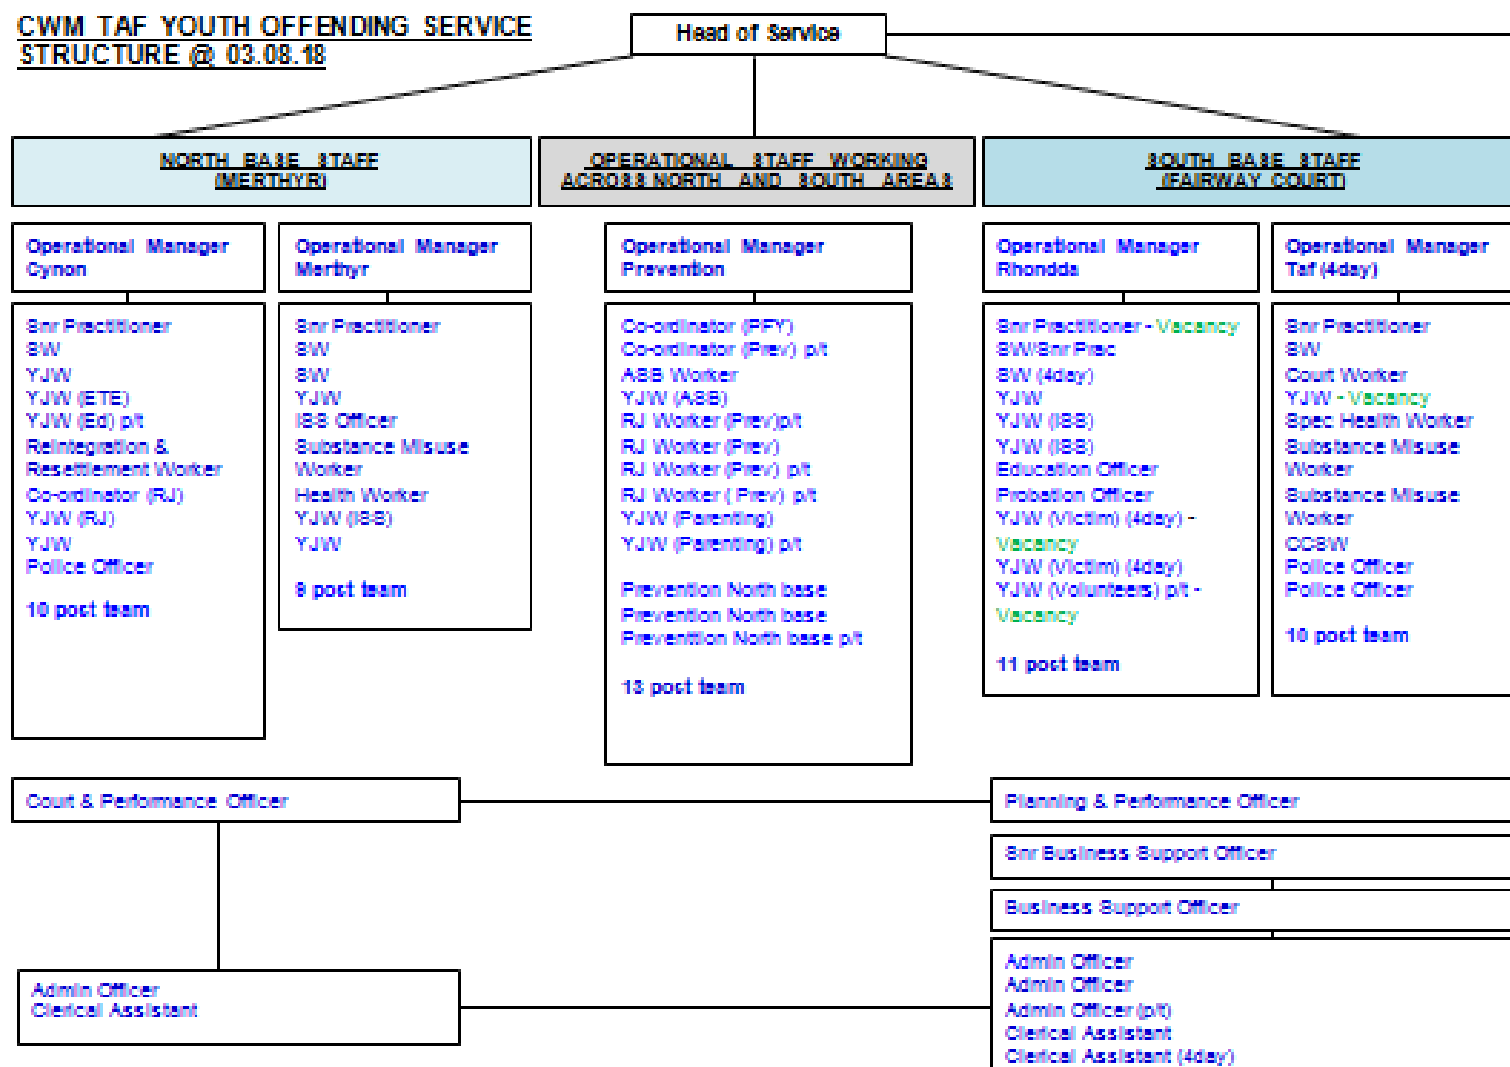 CWM TAF YOUTH OFFENDING SERVICE
STRUCTURE @ 03.08.18
Head of Service
NORTH BASE STAFF
(MERTHYR)
OPERATIONAL STAFF WORKING
ACROSS NORTH AND SOUTH AREAS
SOUTH BASE STAFF
(FAIRWAY COURT)
Operational Manager
Cynon
Operational Manager
Merthyr
Operational Manager
Prevention
Operational Manager
Rhondda
Operational Manager
Taf (4day)
Snr Practitioner
SW
YJW
YJW (ETE)
YJW (Ed) p/t
Reintegration &
Resettlement Worker
Co-ordinator (RJ)
YJW (RJ)
YJW
Police Officer
10 post team
Snr Practitioner
SW
SW
YJW
ISS Officer
Substance Misuse
Worker
Health Worker
YJW (ISS)
YJW
9 post team
Co-ordinator (PFY)
Co-ordinator (Prev) p/t
ASB Worker
YJW (ASB)
RJ Worker (Prev)p/t
RJ Worker (Prev)
RJ Worker (Prev) p/t
RJ Worker ( Prev) p/t
YJW (Parenting)
YJW (Parenting) p/t
Prevention North base
Prevention North base
Preventtion North base p/t
13 post team
Snr Practitioner - Vacancy
SW/Snr Prac
SW (4day)
YJW
YJW (ISS)
YJW (ISS)
Education Officer
Probation Officer
YJW (Victim) (4day) -
Vacancy
YJW (Victim) (4day)
YJW (Volunteers) p/t -
Vacancy
11 post team
Snr Practitioner
SW
Court Worker
YJW - Vacancy
Spec Health Worker
Substance Misuse
Worker
Substance Misuse
Worker
CCSW
Police Officer
Police Officer
10 post team
Court & Performance Officer
Planning & Performance Officer
Snr Business Support Officer
Business Support Officer
Admin Officer
Clerical Assistant
Admin Officer
Admin Officer
Admin Officer (p/t)
Clerical Assistant
Clerical Assistant (4day)